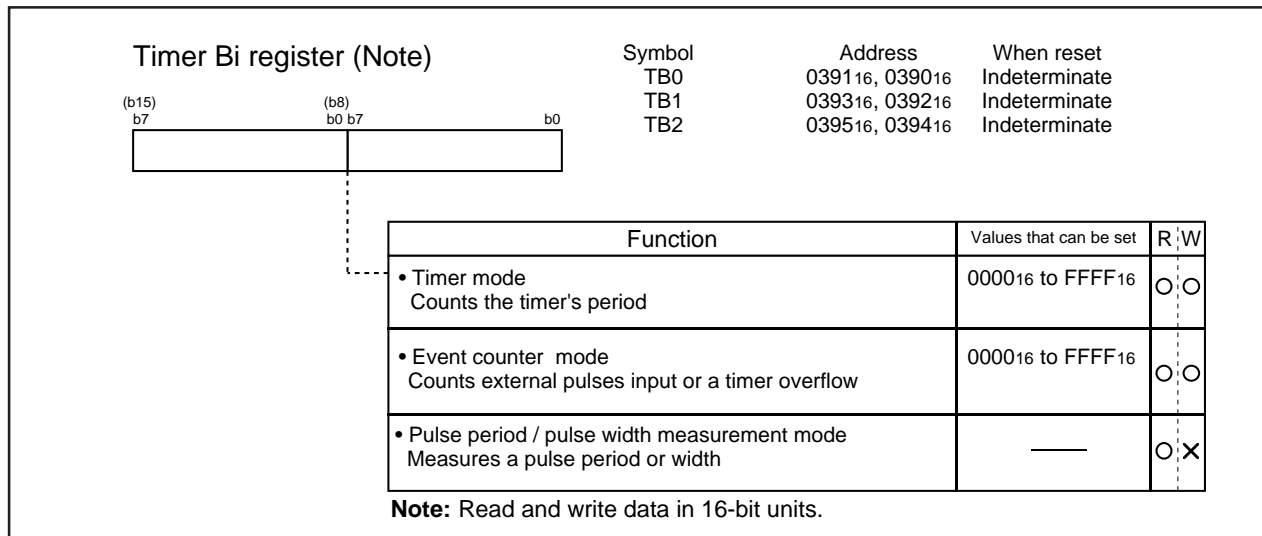 Timer Bi register (Note)
Symbol Address When reset
TB0 039116, 039016 Indeterminate
TB1 039316, 039216 Indeterminate
TB2 039516, 039416 Indeterminate
(b15) (b8)
b7 b0 b7 b0
Function Values that can be set R W
• Timer mode 000016 to FFFF16
Counts the timer's period
• Event counter mode 000016 to FFFF16
Counts external pulses input or a timer overflow
• Pulse period / pulse width measurement mode
Measures a pulse period or width
Note: Read and write data in 16-bit units.